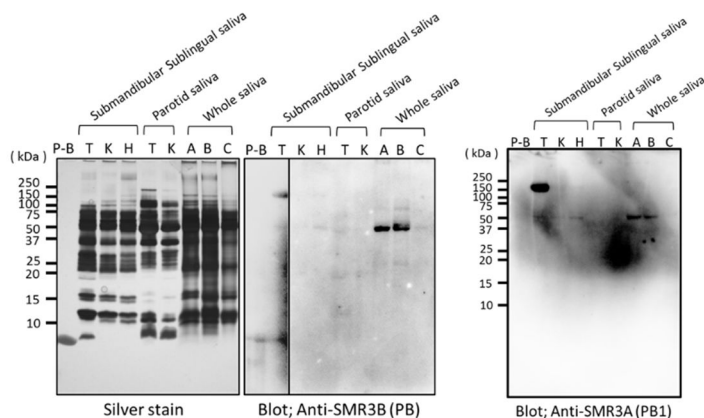 Submandibular Sublingual saliva
Parotid saliva
Whole saliva
P-B T K H T K A B C
( kDa )
250
150
100
75
50
37
25
20
15
10
Silver stain
Submandibular Sublingual saliva
Parotid saliva
Whole saliva
P-B T K H T K A B C
Blot; Anti-SMR3B (PB)
Submandibular Sublingual saliva
Parotid saliva
Whole saliva
P-B T K H T K A B C
( kDa )
250
150
100
75
50
37
25
20
15
10
Blot; Anti-SMR3A (PB1)